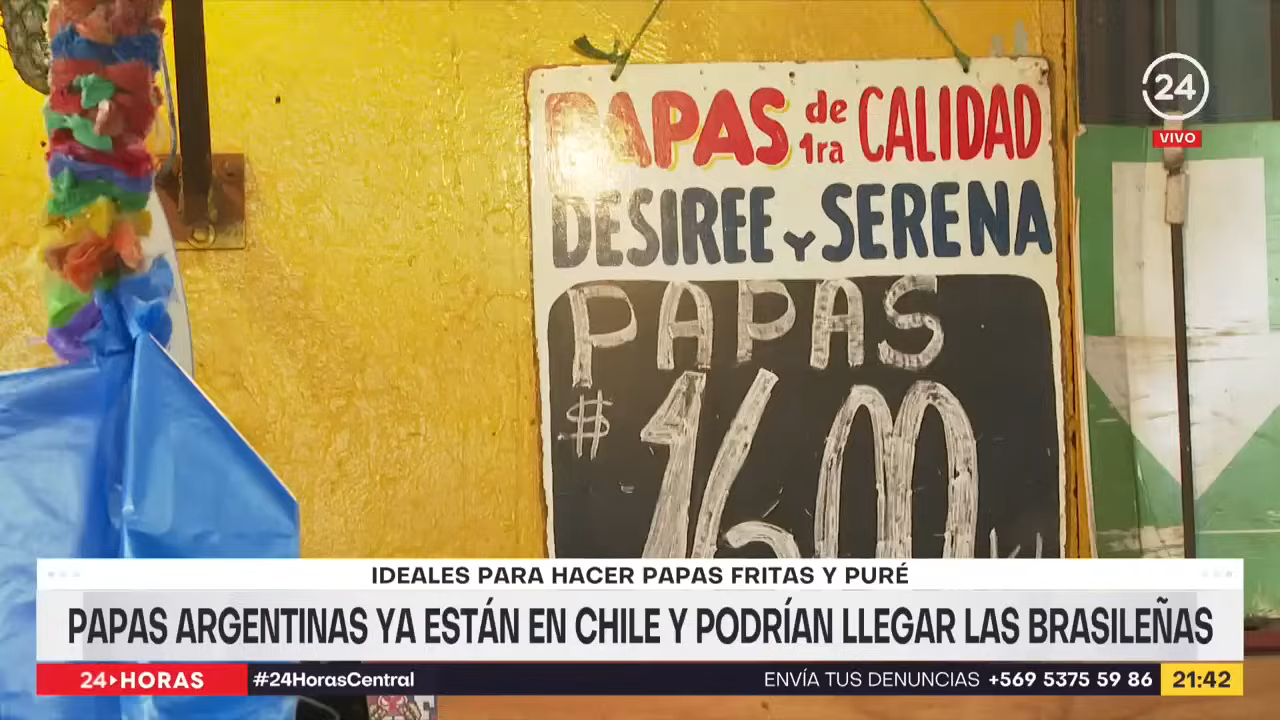 PAPAS de 1ra CALIDAD
DESIREE Y SERENA
PAPAS
$1600
24
VIVO
IDEALES PARA HACER PAPAS FRITAS Y PURÉ
PAPAS ARGENTINAS YA ESTÁN EN CHILE Y PODRÍAN LLEGAR LAS BRASILEÑAS
24 HORAS #24HorasCentral ENVÍA TUS DENUNCIAS +569 5375 59 86 21:42